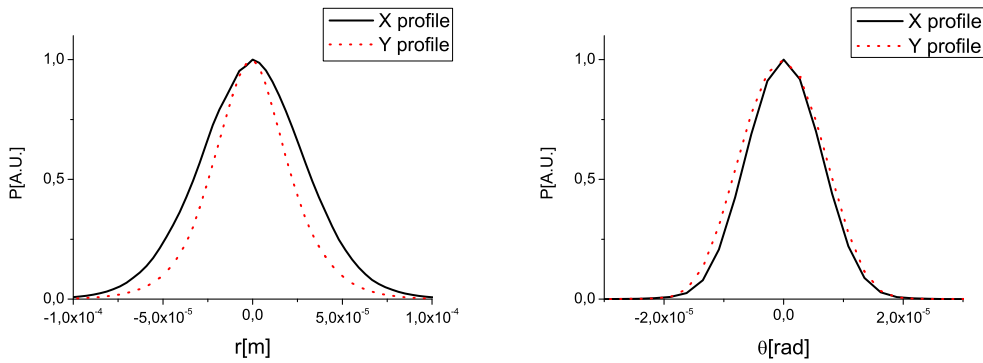 X profile
Y profile
1,0
0,5
0,0
P[A.U.]
-1,0x10⁻⁴
-5,0x10⁻⁵
0,0
5,0x10⁻⁵
1,0x10⁻⁴
r[m]
X profile
Y profile
1,0
0,5
0,0
P[A.U.]
-2,0x10⁻⁵
0,0
2,0x10⁻⁵
θ[rad]